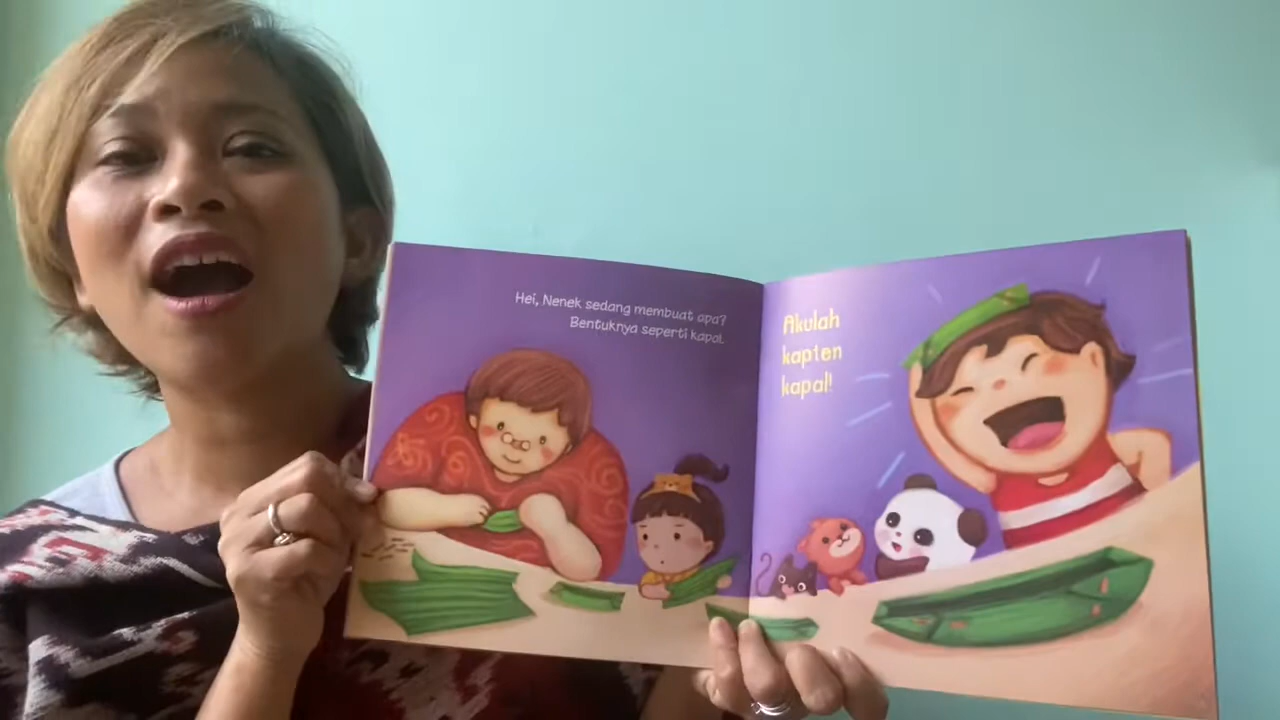 Hei, Nenek sedang membuat apa?
Bentuknya seperti kapal.
Akulah
kapten
kapal!